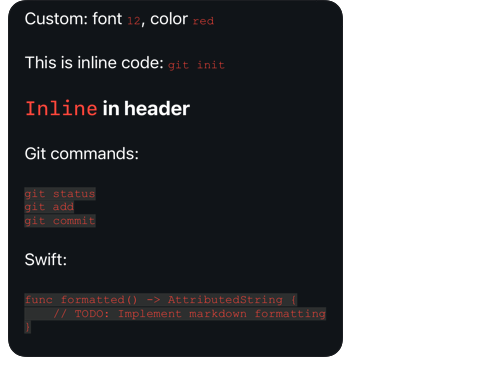 Custom: font 12, color red
This is inline code: git init
Inline in header
Git commands:
git status
git add
git commit
Swift:
func formatted() -> AttributedString {
    // TODO: Implement markdown formatting
}